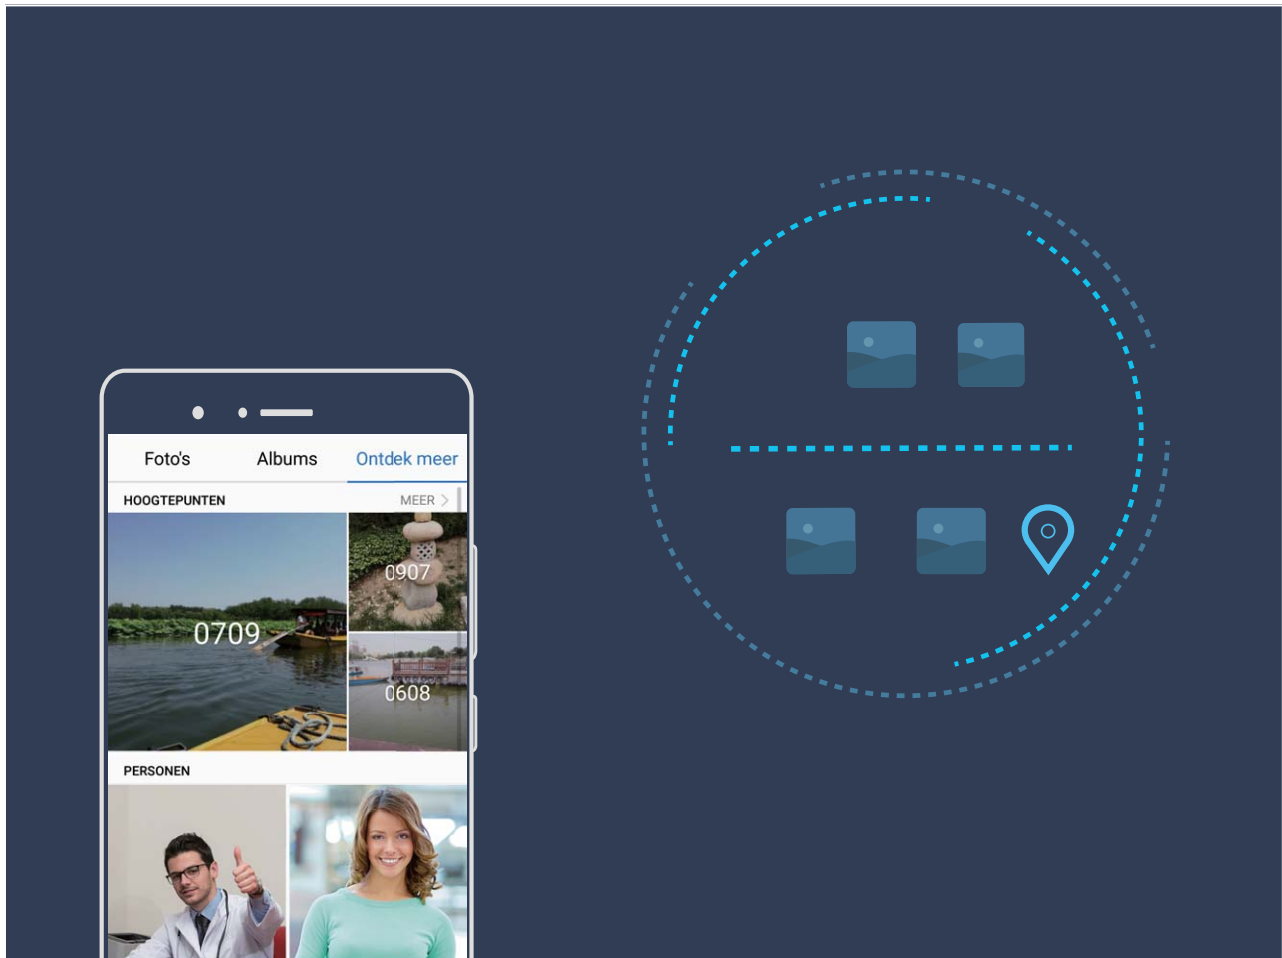 Foto's Albums Ontdek meer
HOOGTEPUNTEN MEER
0907
0709
0608
PERSONEN